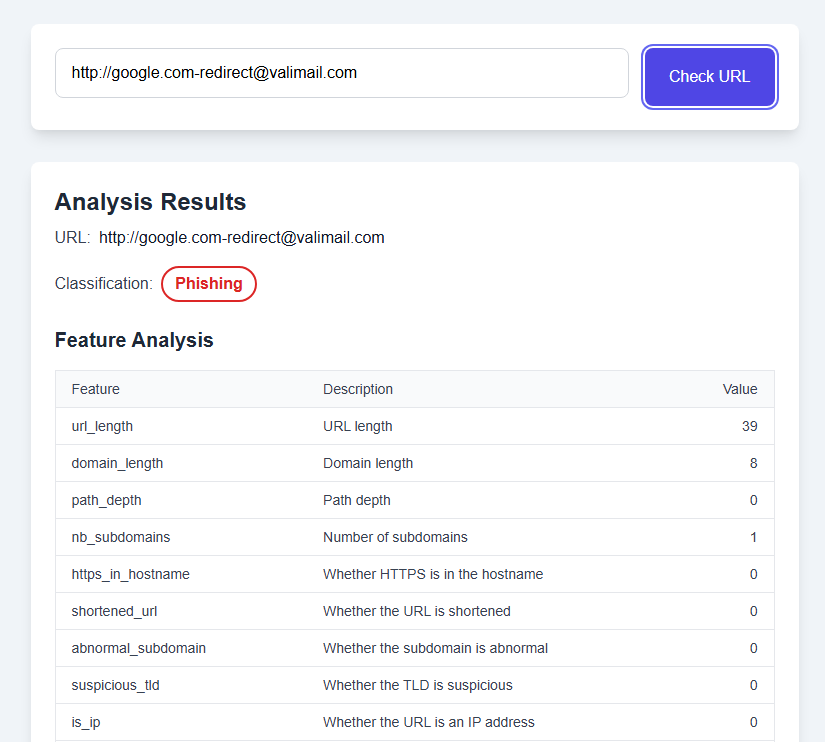 http://google.com-redirect@valimail.com
Check URL
Analysis Results
URL: http://google.com-redirect@valimail.com
Classification: Phishing
Feature Analysis
Feature Description Value
url_length URL length 39
domain_length Domain length 8
path_depth Path depth 0
nb_subdomains Number of subdomains 1
https_in_hostname Whether HTTPS is in the hostname 0
shortened_url Whether the URL is shortened 0
abnormal_subdomain Whether the subdomain is abnormal 0
suspicious_tld Whether the TLD is suspicious 0
is_ip Whether the URL is an IP address 0